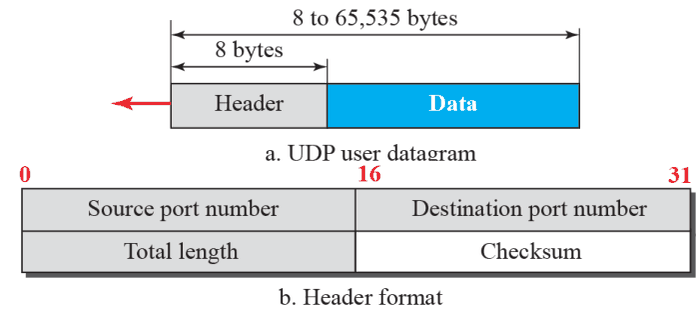 8 to 65,535 bytes
8 bytes
Header Data
a. UDP user datagram
0 16 31
Source port number Destination port number
Total length Checksum
b. Header format